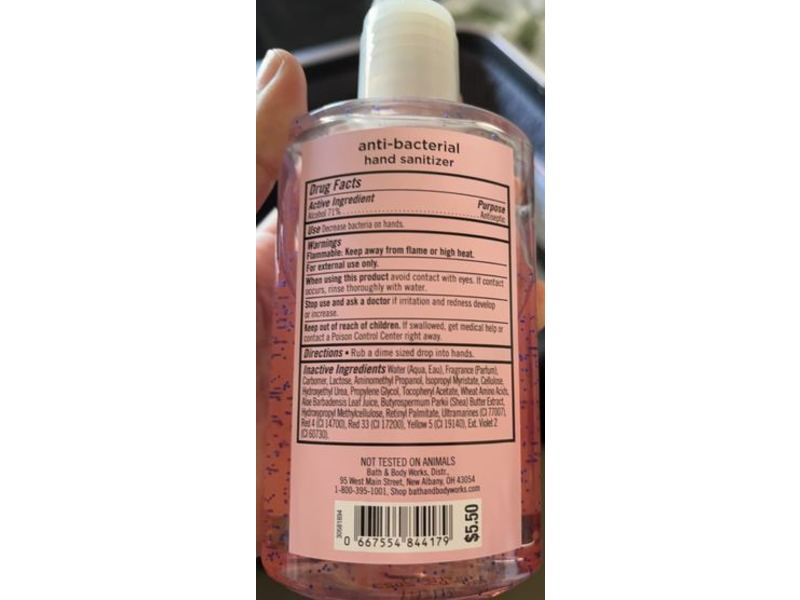 anti-bacterial
hand sanitizer
Drug Facts
Active Ingredient
Purpose
Alcohol 71%
Antiseptic
Use Decrease bacteria on hands.
Warnings
Flammable: Keep away from flame or high heat.
For external use only.
When using this product avoid contact with eyes. If contact
occurs, rinse thoroughly with water.
Stop use and ask a doctor if irritation and redness develop
or increase.
Keep out of reach of children. If swallowed, get medical help or
contact a Poison Control Center right away.
Directions • Rub a dime sized drop into hands.
Inactive Ingredients Water (Aqua, Eau), Fragrance (Parfum),
Carbomer, Lactose, Aminomethyl Propanol, Isopropyl Myristate, Cellulose,
Hydroxyethyl Urea, Propylene Glycol, Tocopheryl Acetate, Wheat Amino Acids,
Aloe Barbadensis Leaf Juice, Butyrospermum Parkii (Shea) Butter Extract,
Hydroxypropyl Methylcellulose, Retinyl Palmitate, Ultramarines (CI 77007),
Red 4 (CI 14700), Red 33 (CI 17200), Yellow 5 (CI 19140), Ext. Violet 2
(CI 60730).
NOT TESTED ON ANIMALS
Bath & Body Works, Distr.,
95 West Main Street, New Albany, OH 43054
1-800-395-1001, Shop bathandbodyworks.com
0 667554 844179
$5.50